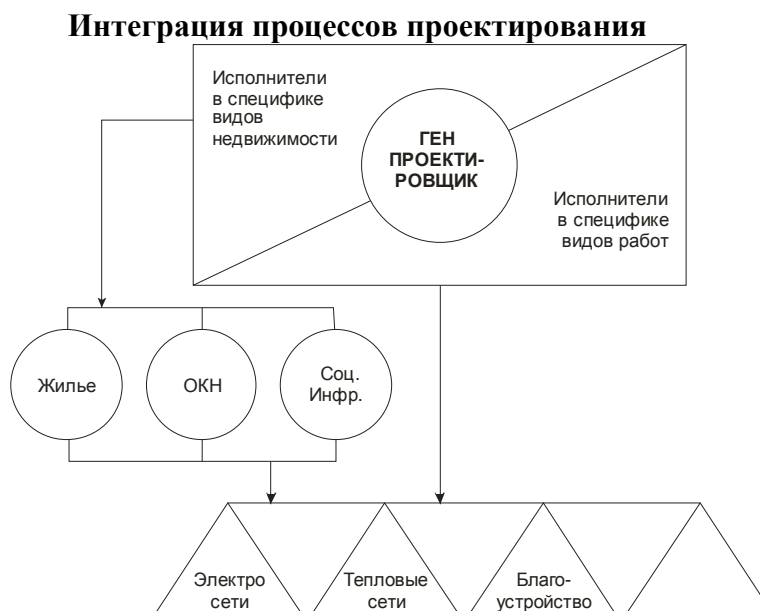 Интеграция процессов проектирования
Исполнители
в специфике
видов
недвижимости
ГЕН
ПРОЕКТИ-
РОВЩИК
Исполнители
в специфике
видов работ
Жилье
ОКН
Соц.
Инфр.
Электро
сети
Тепловые
сети
Благо-
устройство